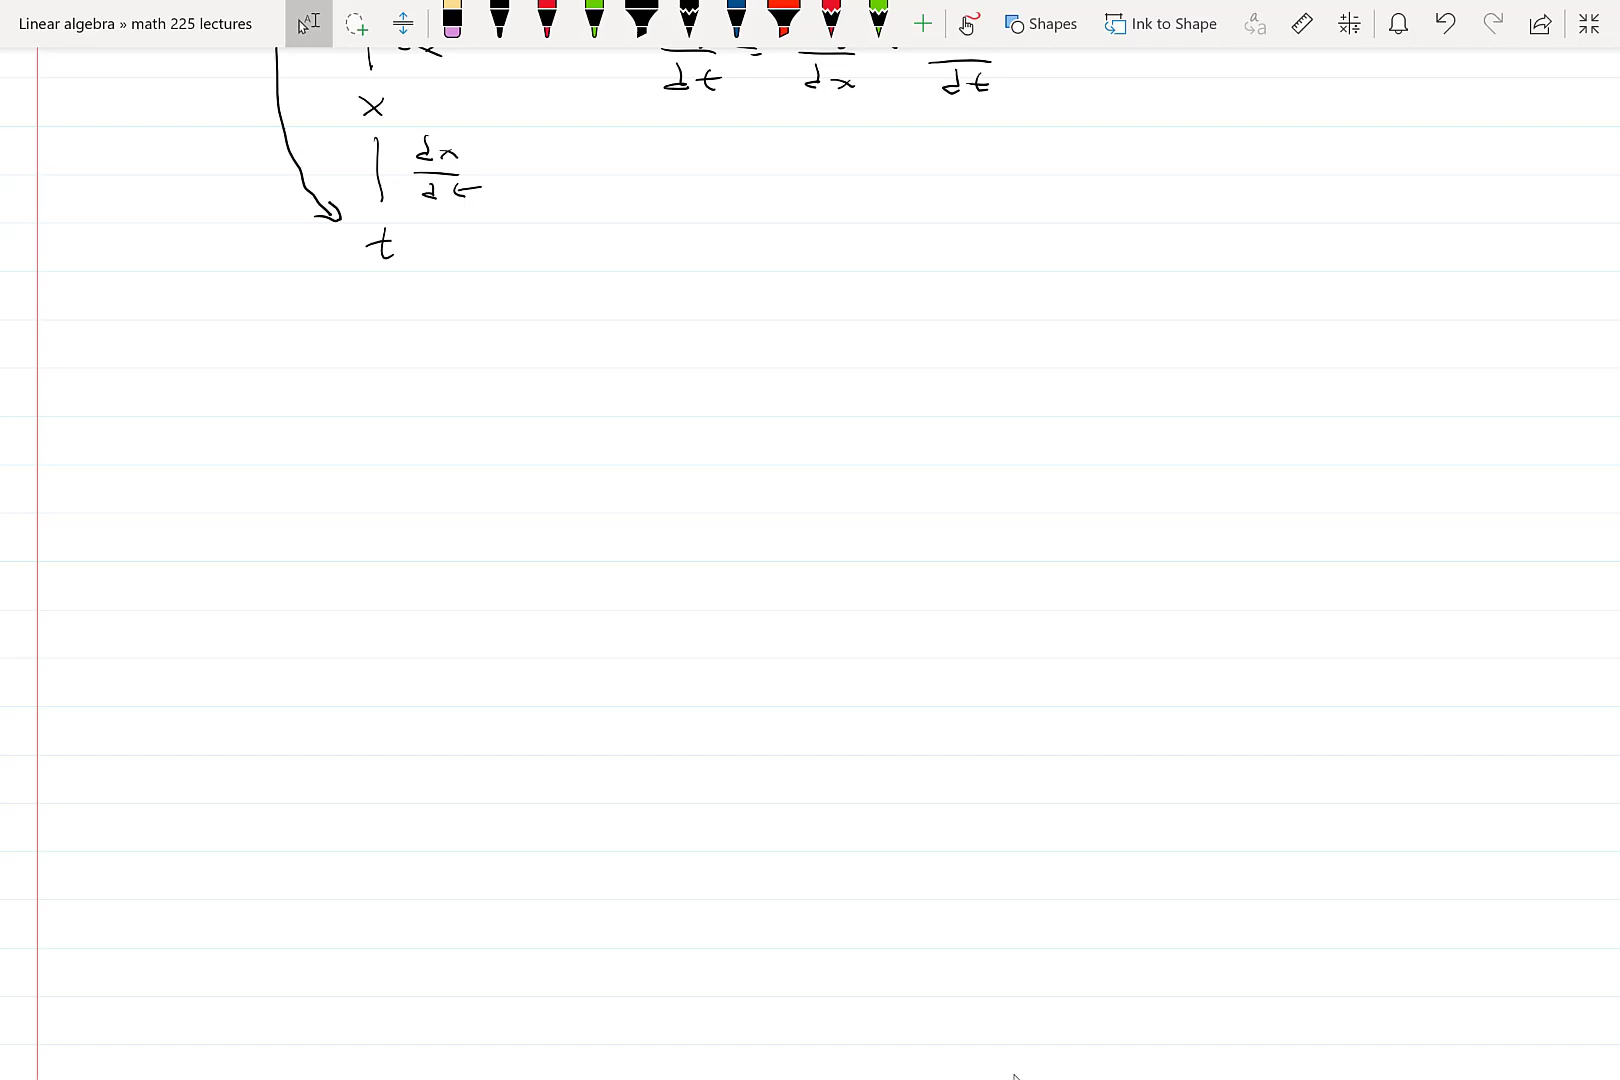 Linear algebra » math 225 lectures
Shapes
Ink to Shape
dt dx dt
x
dx
dt
t